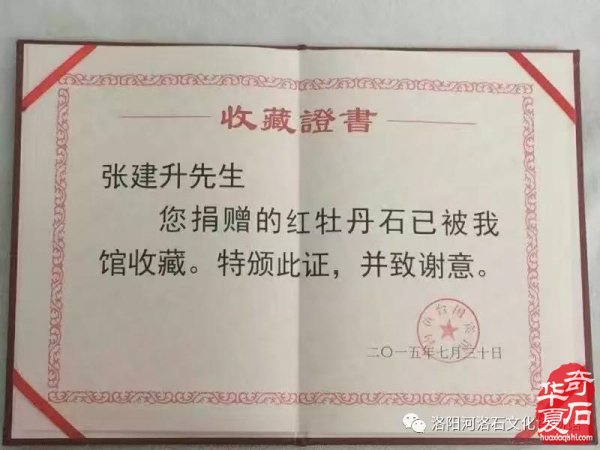 收藏證書
张建升先生
您捐赠的红牡丹石已被我
馆收藏。特颁此证，并致谢意。
二〇一五年七月三十日
洛阳河洛石文化
华夏奇石
huaxiaqishi.com